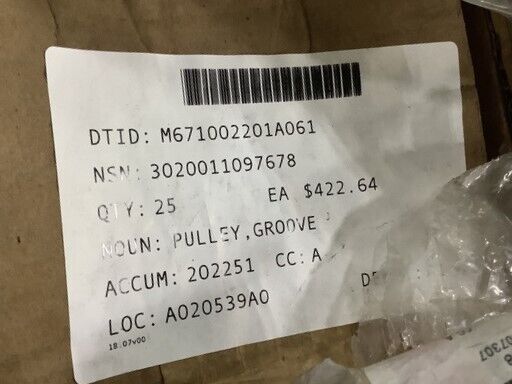 DTID: M671002201A061
NSN: 3020011097678
QTY: 25 EA $422.64
NOUN: PULLEY,GROOVE
ACCUM: 202251 CC: A
LOC: A020539A0
18.07v00
07307